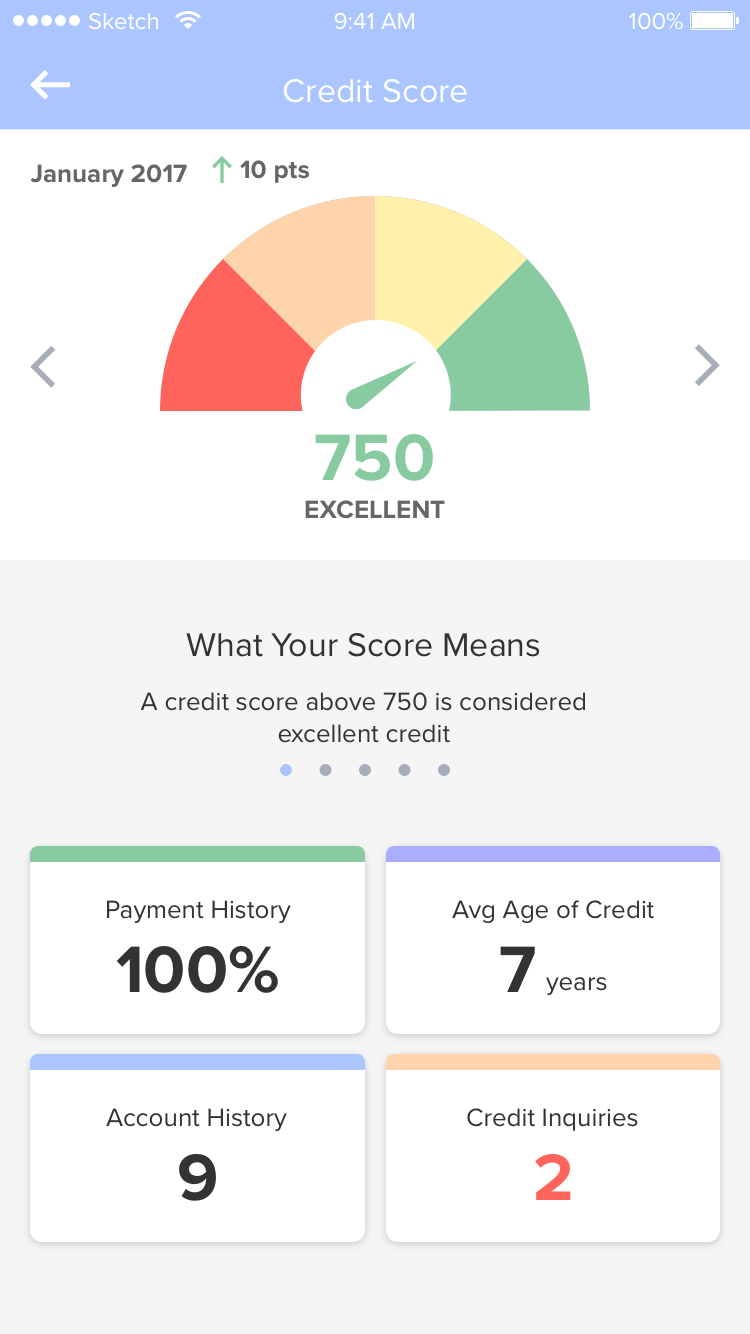 Sketch 9:41 AM 100%
Credit Score
January 2017 ↑ 10 pts
750
EXCELLENT
What Your Score Means
A credit score above 750 is considered
excellent credit
Payment History
100%
Avg Age of Credit
7 years
Account History
9
Credit Inquiries
2